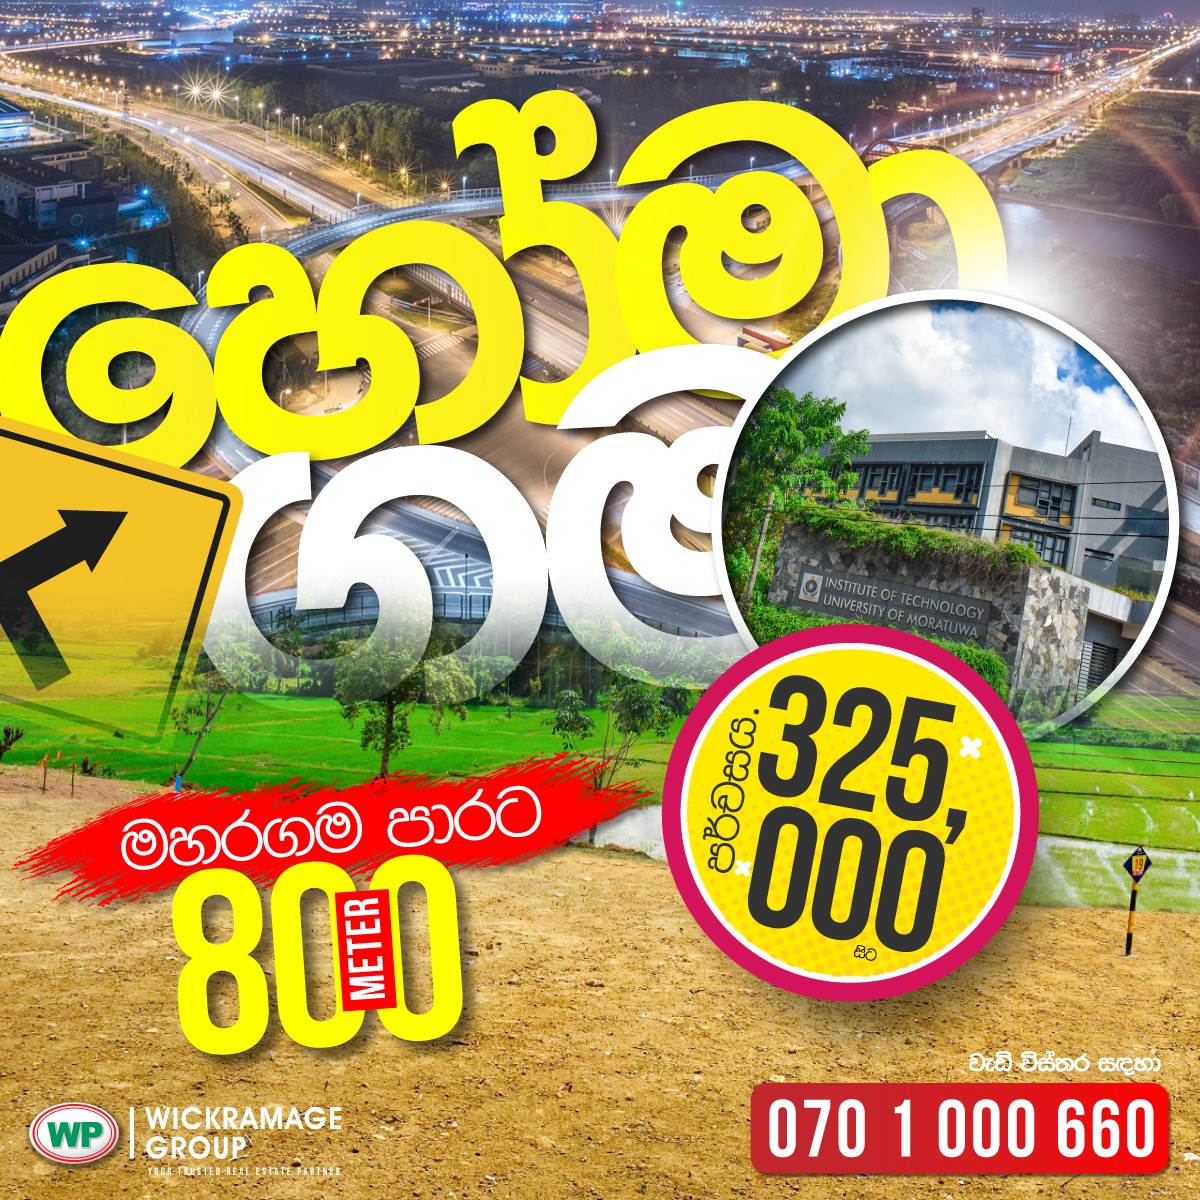 හෝමා
ගම
INSTITUTE OF TECHNOLOGY
UNIVERSITY OF MORATUWA
පර්චසය.
325,
000
සිට
මහරගම පාරට
800
METER
19
වැඩි විස්තර සඳහා
070 1 000 660
WP
WICKRAMAGE
GROUP
YOUR TRUSTED REAL ESTATE PARTNER